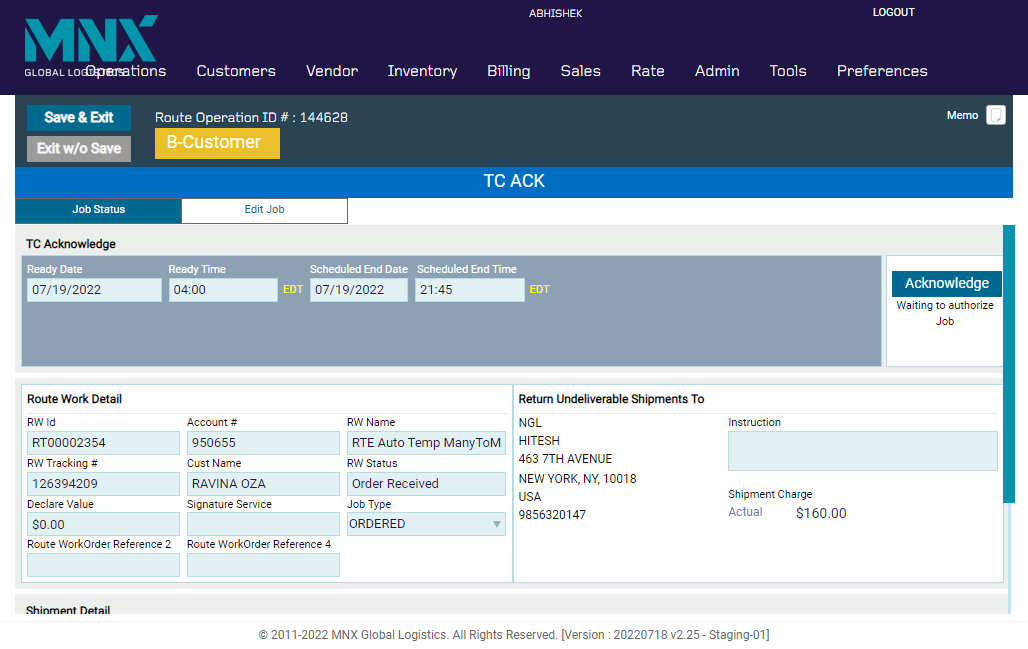 ABHISHEK
LOGOUT
MNX
GLOBAL LOGISTICS
Operations Customers Vendor Inventory Billing Sales Rate Admin Tools Preferences
Save & Exit
Route Operation ID # : 144628
Memo
Exit w/o Save
B-Customer
TC ACK
Job Status Edit Job
TC Acknowledge
Ready Date Ready Time Scheduled End Date Scheduled End Time
07/19/2022 04:00 EDT 07/19/2022 21:45 EDT
Acknowledge
Waiting to authorize
Job
Route Work Detail
RW Id Account # RW Name
RT00002354 950655 RTE Auto Temp ManyToM
RW Tracking # Cust Name RW Status
126394209 RAVINA OZA Order Received
Declare Value Signature Service Job Type
$0.00 ORDERED
Route WorkOrder Reference 2 Route WorkOrder Reference 4
Return Undeliverable Shipments To
NGL
HITESH
463 7TH AVENUE
NEW YORK, NY, 10018
USA
9856320147
Instruction
Shipment Charge
Actual $160.00
Shipment Detail
© 2011-2022 MNX Global Logistics. All Rights Reserved. [Version : 20220718 v2.25 - Staging-01]